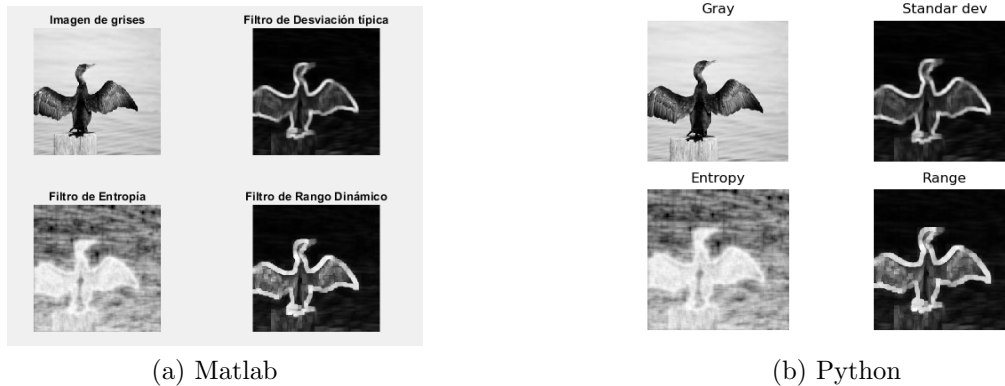 Imagen de grises
Filtro de Desviación típica
Filtro de Entropía
Filtro de Rango Dinámico
(a) Matlab
Gray
Standar dev
Entropy
Range
(b) Python